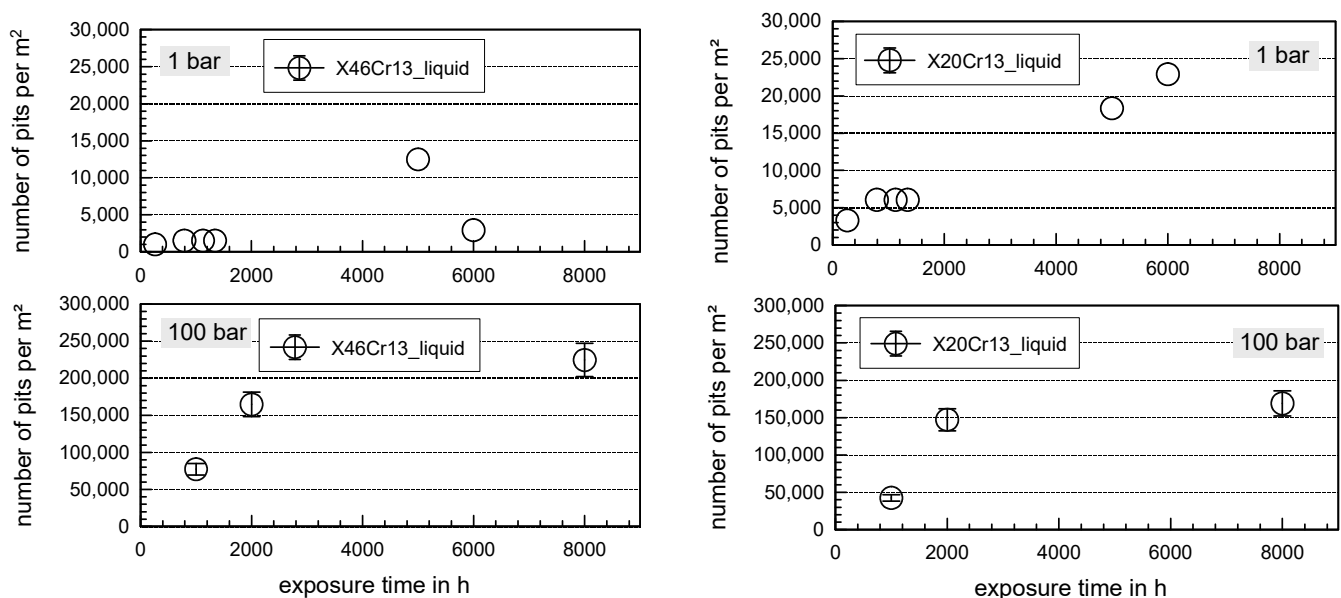 number of pits per m²
30,000
25,000
20,000
15,000
10,000
5,000
0
1 bar
X46Cr13_liquid
0 2000 4000 6000 8000
number of pits per m²
30,000
25,000
20,000
15,000
10,000
5,000
0
X20Cr13_liquid
1 bar
0 2000 4000 6000 8000
number of pits per m²
300,000
250,000
200,000
150,000
100,000
50,000
0
100 bar
X46Cr13_liquid
0 2000 4000 6000 8000
exposure time in h
number of pits per m²
300,000
250,000
200,000
150,000
100,000
50,000
0
X20Cr13_liquid
100 bar
0 2000 4000 6000 8000
exposure time in h